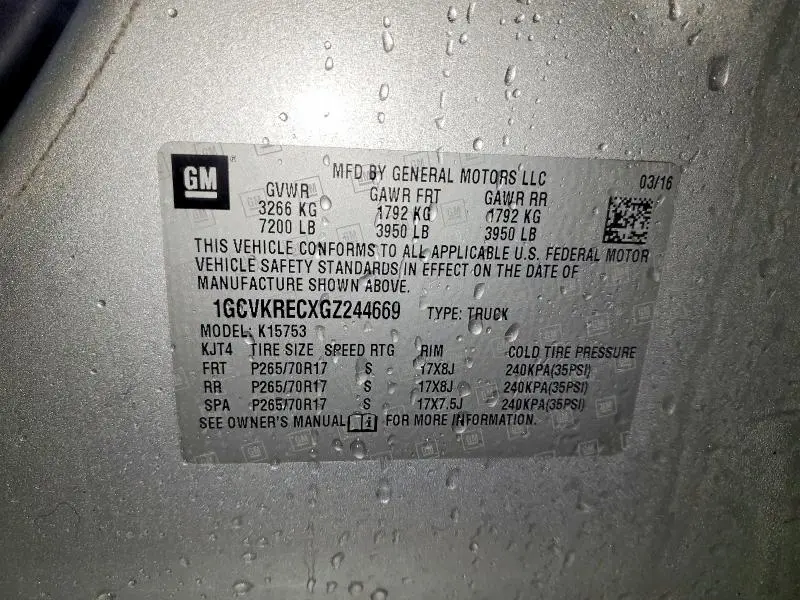 GM
MFD BY GENERAL MOTORS LLC 03/16
GVWR GAWR FRT GAWR RR
3266 KG 1792 KG 1792 KG
7200 LB 3950 LB 3950 LB
THIS VEHICLE CONFORMS TO ALL APPLICABLE U.S. FEDERAL MOTOR
VEHICLE SAFETY STANDARDS IN EFFECT ON THE DATE OF
MANUFACTURE SHOWN ABOVE.
1GCVKRECXGZ244669 TYPE: TRUCK
MODEL: K15753
KJT4 TIRE SIZE SPEED RTG RIM COLD TIRE PRESSURE
FRT P265/70R17 S 17X8J 240KPA(35PSI)
RR P265/70R17 S 17X8J 240KPA(35PSI)
SPA P265/70R17 S 17X7.5J 240KPA(35PSI)
SEE OWNER'S MANUAL i FOR MORE INFORMATION.